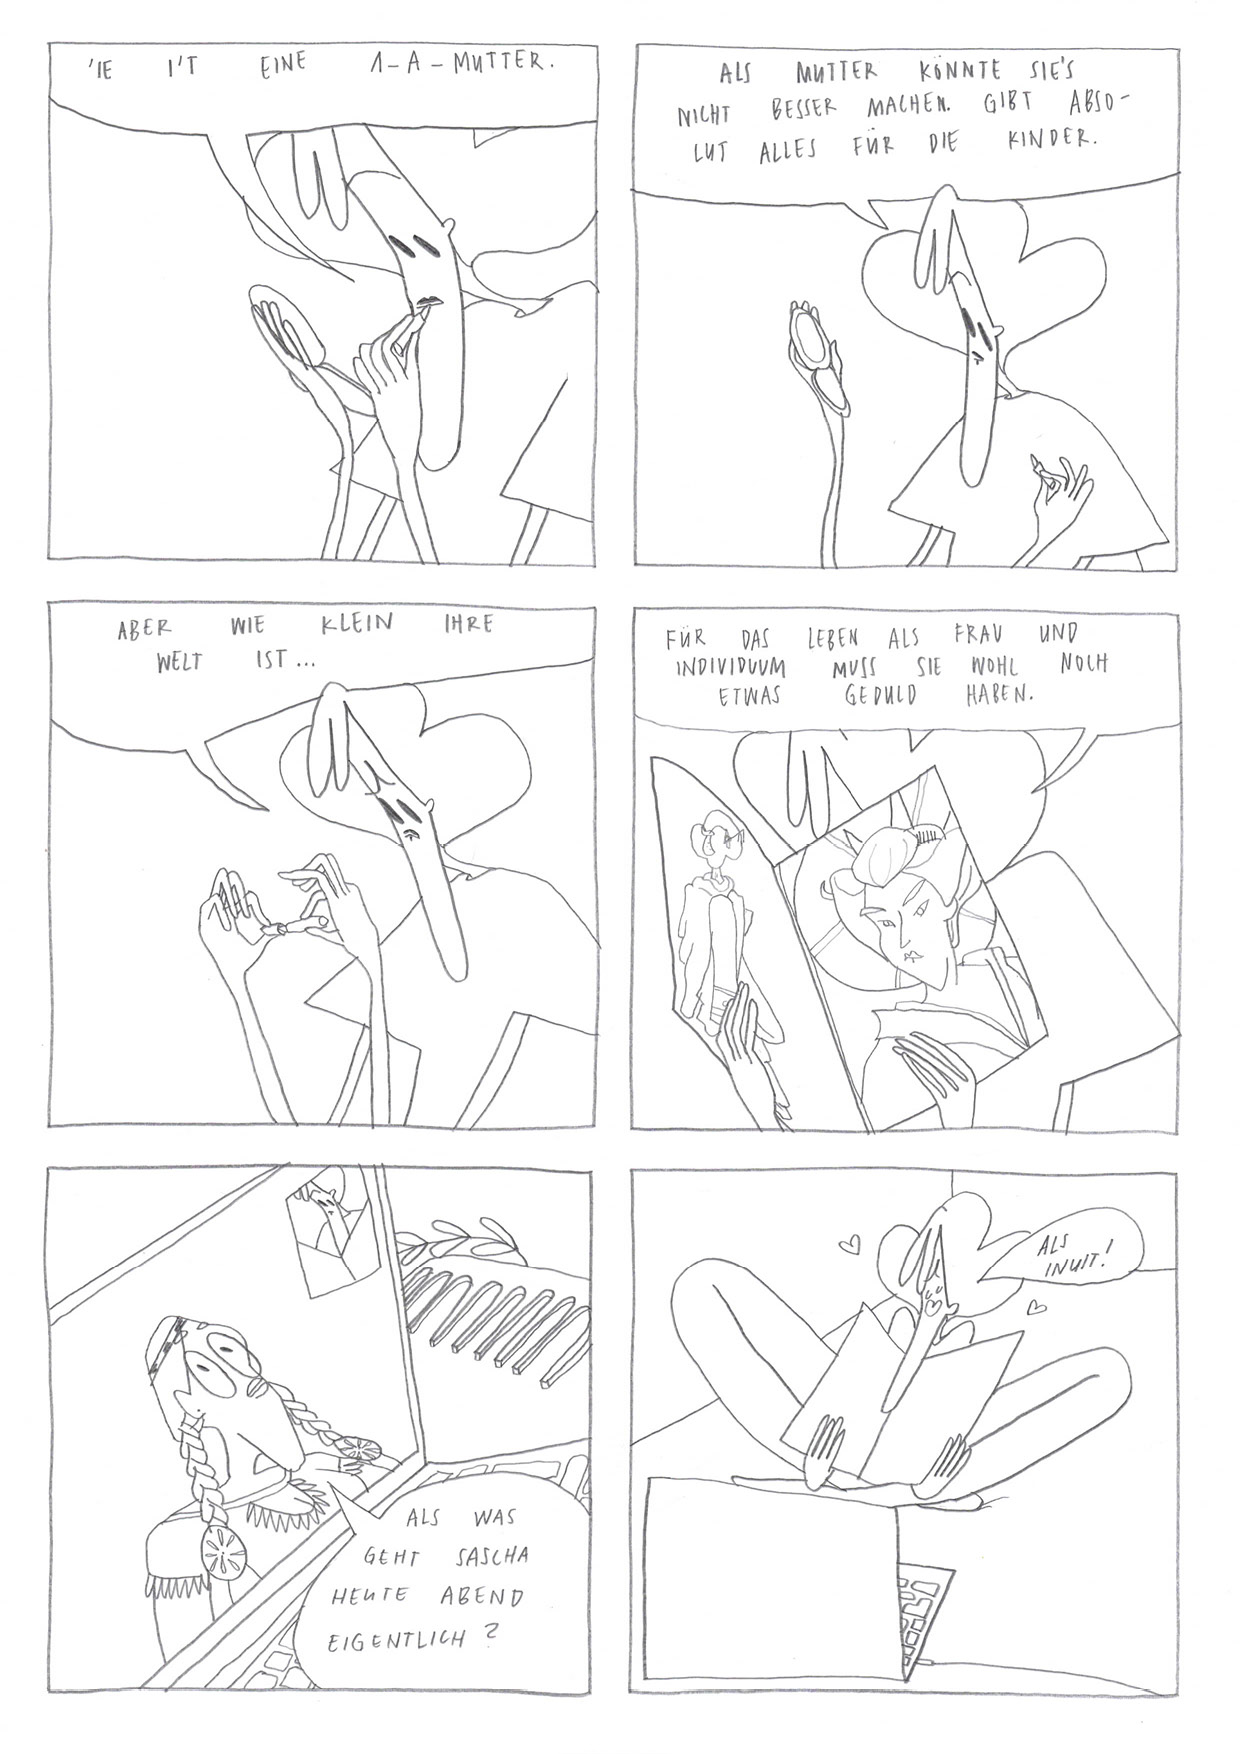 'IE I'T EINE 1-A-MUTTER.
ALS MUTTER KÖNNTE SIE'S
NICHT BESSER MACHEN. GIBT ABSO-
LUT ALLES FÜR DIE KINDER.
ABER WIE KLEIN IHRE
WELT IST...
FÜR DAS LEBEN ALS FRAU UND
INDIVIDUUM MUSS SIE WOHL NOCH
ETWAS GEDULD HABEN.
ALS WAS
GEHT SASCHA
HEUTE ABEND
EIGENTLICH?
ALS
INUIT!